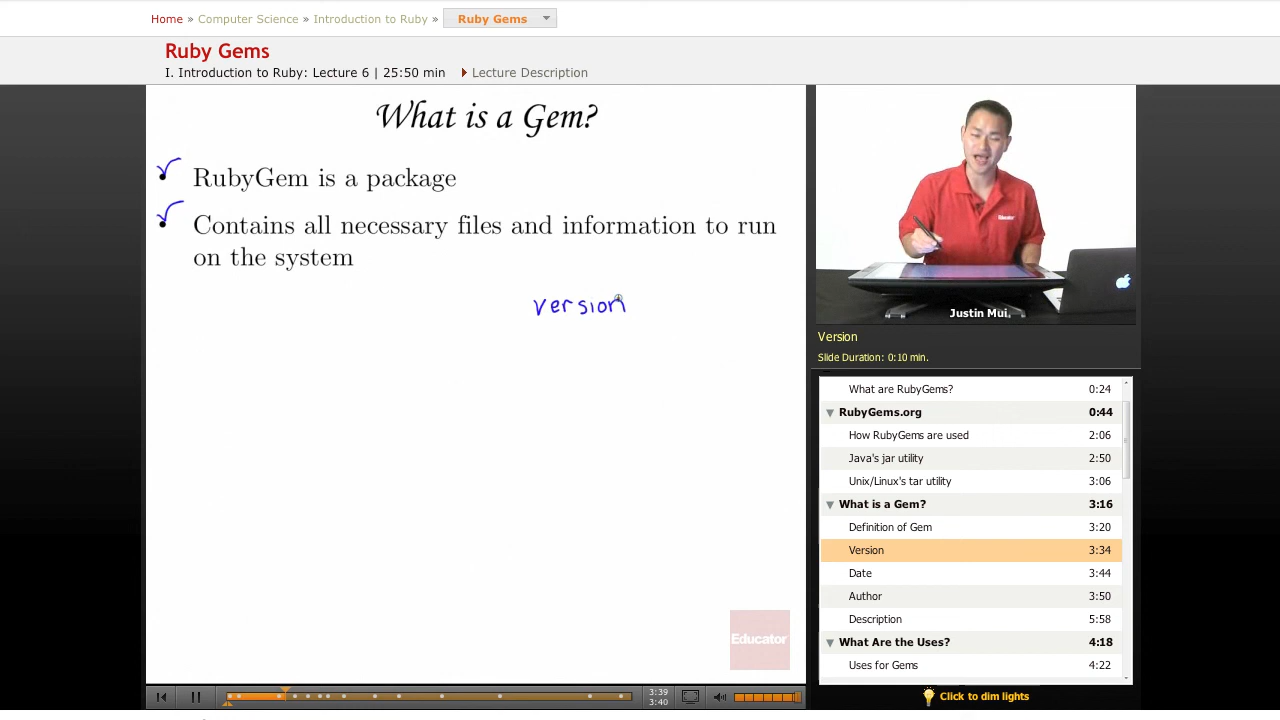 Home » Computer Science » Introduction to Ruby » Ruby Gems
Ruby Gems
I. Introduction to Ruby: Lecture 6 | 25:50 min Lecture Description
What is a Gem?
• RubyGem is a package
• Contains all necessary files and information to run
on the system
version
Educator
Justin Mui
Version
Slide Duration: 0:10 min.
What are RubyGems? 0:24
RubyGems.org 0:44
How RubyGems are used 2:06
Java's jar utility 2:50
Unix/Linux's tar utility 3:06
What is a Gem? 3:16
Definition of Gem 3:20
Version 3:34
Date 3:44
Author 3:50
Description 5:58
What Are the Uses? 4:18
Uses for Gems 4:22
3:39
3:40
Click to dim lights